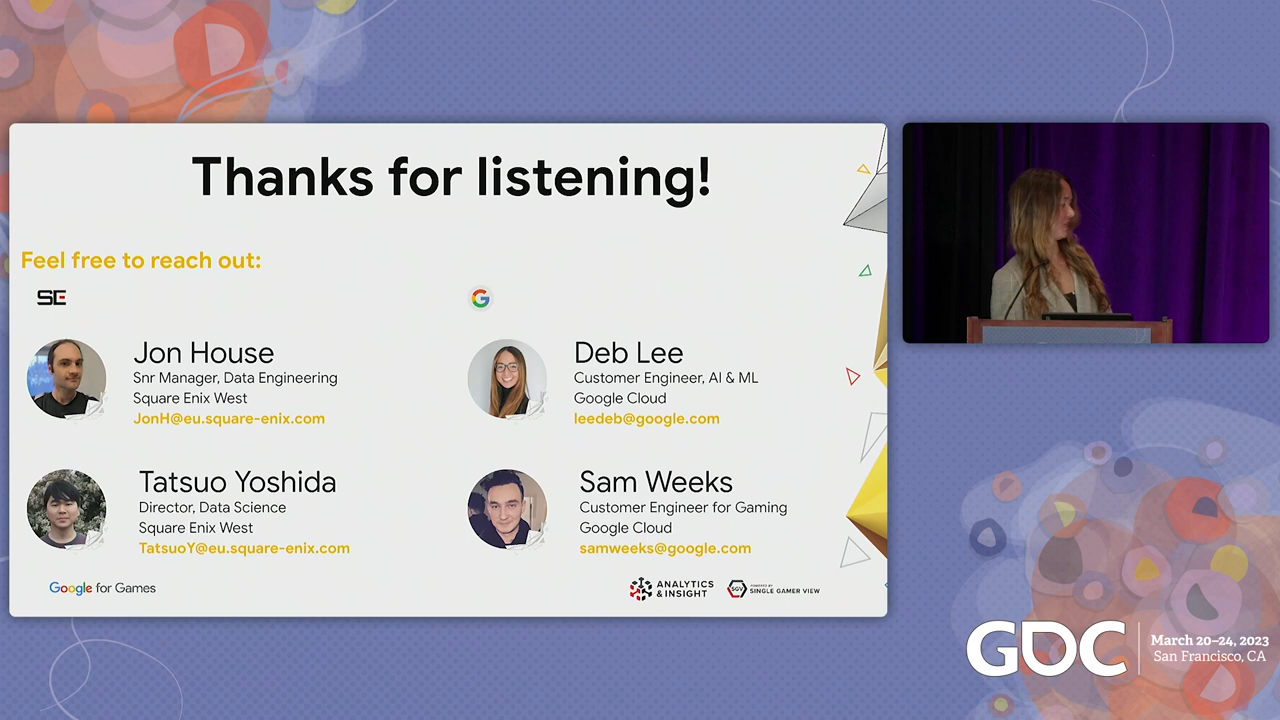 Thanks for listening!
Feel free to reach out:
SE
G
Jon House
Snr Manager, Data Engineering
Square Enix West
JonH@eu.square-enix.com
Deb Lee
Customer Engineer, AI & ML
Google Cloud
leedeb@google.com
Tatsuo Yoshida
Director, Data Science
Square Enix West
TatsuoY@eu.square-enix.com
Sam Weeks
Customer Engineer for Gaming
Google Cloud
samweeks@google.com
Google for Games
ANALYTICS
& INSIGHT
SGV
POWERED BY
SINGLE GAMER VIEW
GDC
March 20–24, 2023
San Francisco, CA